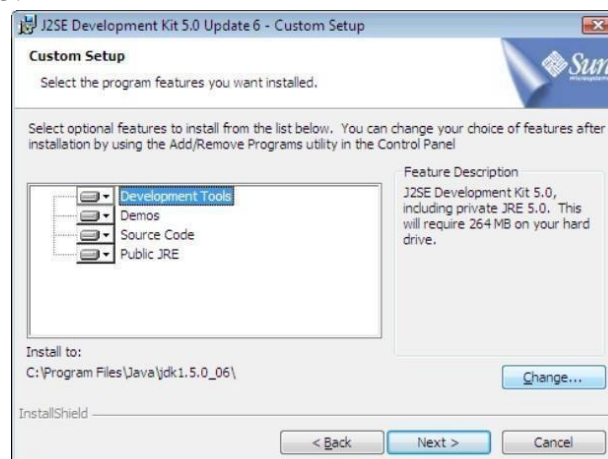 J2SE Development Kit 5.0 Update 6 - Custom Setup
Custom Setup
Select the program features you want installed.
Sun
microsystems
Select optional features to install from the list below. You can change your choice of features after
installation by using the Add/Remove Programs utility in the Control Panel
Development Tools
Demos
Source Code
Public JRE
Feature Description
J2SE Development Kit 5.0,
including private JRE 5.0. This
will require 264 MB on your hard
drive.
Install to:
C:\Program Files\Java\jdk1.5.0_06\
Change...
InstallShield
< Back
Next >
Cancel